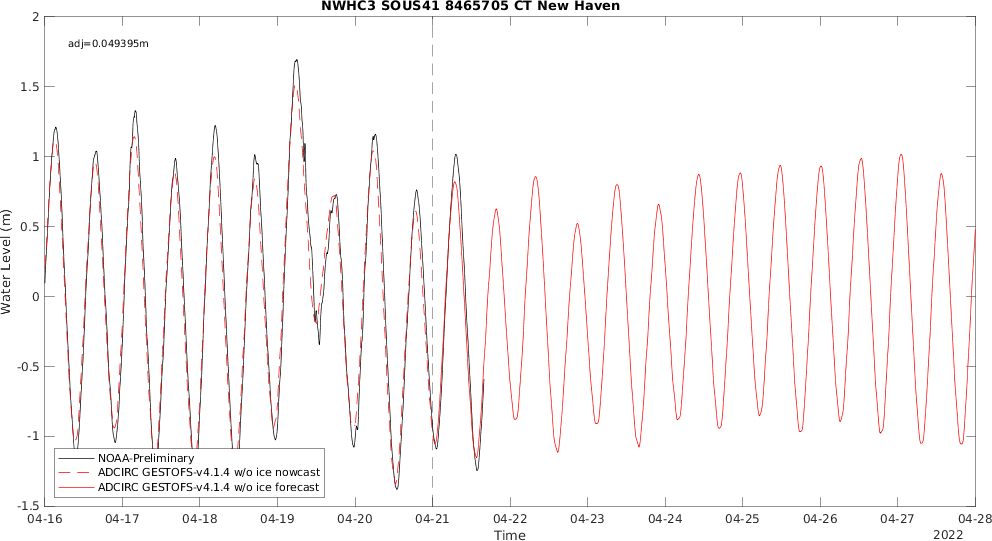 NWHC3 SOUS41 8465705 CT New Haven
adj=0.049395m
2
1.5
1
0.5
0
-0.5
-1
-1.5
Water Level (m)
NOAA-Preliminary
ADCIRC GESTOFS-v4.1.4 w/o ice nowcast
ADCIRC GESTOFS-v4.1.4 w/o ice forecast
04-16 04-17 04-18 04-19 04-20 04-21 04-22 04-23 04-24 04-25 04-26 04-27 04-28
Time
2022